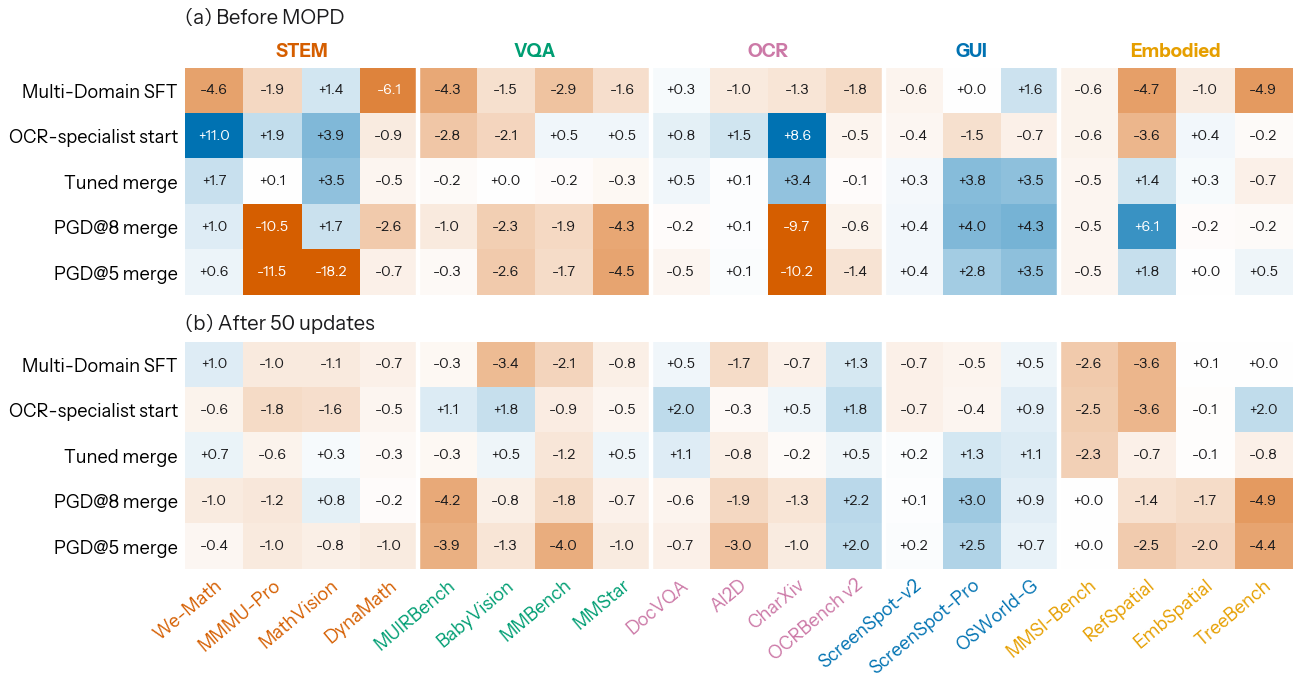 (a) Before MOPD
STEM VQA OCR GUI Embodied
Multi-Domain SFT −4.6 −1.9 +1.4 −6.1 −4.3 −1.5 −2.9 −1.6 +0.3 −1.0 −1.3 −1.8 −0.6 +0.0 +1.6 −0.6 −4.7 −1.0 −4.9
OCR-specialist start +11.0 +1.9 +3.9 −0.9 −2.8 −2.1 +0.5 +0.5 +0.8 +1.5 +8.6 −0.5 −0.4 −1.5 −0.7 −0.6 −3.6 +0.4 −0.2
Tuned merge +1.7 +0.1 +3.5 −0.5 −0.2 +0.0 −0.2 −0.3 +0.5 +0.1 +3.4 −0.1 +0.3 +3.8 +3.5 −0.5 +1.4 +0.3 −0.7
PGD@8 merge +1.0 −10.5 +1.7 −2.6 −1.0 −2.3 −1.9 −4.3 −0.2 +0.1 −9.7 −0.6 +0.4 +4.0 +4.3 −0.5 +6.1 −0.2 −0.2
PGD@5 merge +0.6 −11.5 −18.2 −0.7 −0.3 −2.6 −1.7 −4.5 −0.5 +0.1 −10.2 −1.4 +0.4 +2.8 +3.5 −0.5 +1.8 +0.0 +0.5
(b) After 50 updates
Multi-Domain SFT +1.0 −1.0 −1.1 −0.7 −0.3 −3.4 −2.1 −0.8 +0.5 −1.7 −0.7 +1.3 −0.7 −0.5 +0.5 −2.6 −3.6 +0.1 +0.0
OCR-specialist start −0.6 −1.8 −1.6 −0.5 +1.1 +1.8 −0.9 −0.5 +2.0 −0.3 +0.5 +1.8 −0.7 −0.4 +0.9 −2.5 −3.6 −0.1 +2.0
Tuned merge +0.7 −0.6 +0.3 −0.3 −0.3 +0.5 −1.2 +0.5 +1.1 −0.8 −0.2 +0.5 +0.2 +1.3 +1.1 −2.3 −0.7 −0.1 −0.8
PGD@8 merge −1.0 −1.2 +0.8 −0.2 −4.2 −0.8 −1.8 −0.7 −0.6 −1.9 −1.3 +2.2 +0.1 +3.0 +0.9 +0.0 −1.4 −1.7 −4.9
PGD@5 merge −0.4 −1.0 −0.8 −1.0 −3.9 −1.3 −4.0 −1.0 −0.7 −3.0 −1.0 +2.0 +0.2 +2.5 +0.7 +0.0 −2.5 −2.0 −4.4
We-Math MMMU-Pro MathVision DynaMath MUIRBench BabyVision MMBench MMStar DocVQA AI2D CharXiv OCRBench v2 ScreenSpot-v2 ScreenSpot-Pro OSWorld-G MMSI-Bench RefSpatial EmbSpatial TreeBench